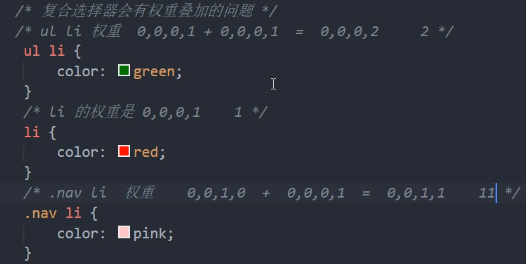 /* 复合选择器会有权重叠加的问题 */
/* ul li 权重  0,0,0,1 + 0,0,0,1  =  0,0,0,2     2 */
ul li {
    color: green;
}
/* li 的权重是 0,0,0,1    1 */
li {
    color: red;
}
/* .nav li  权重    0,0,1,0  +  0,0,0,1  =  0,0,1,1    11 */
.nav li {
    color: pink;
}